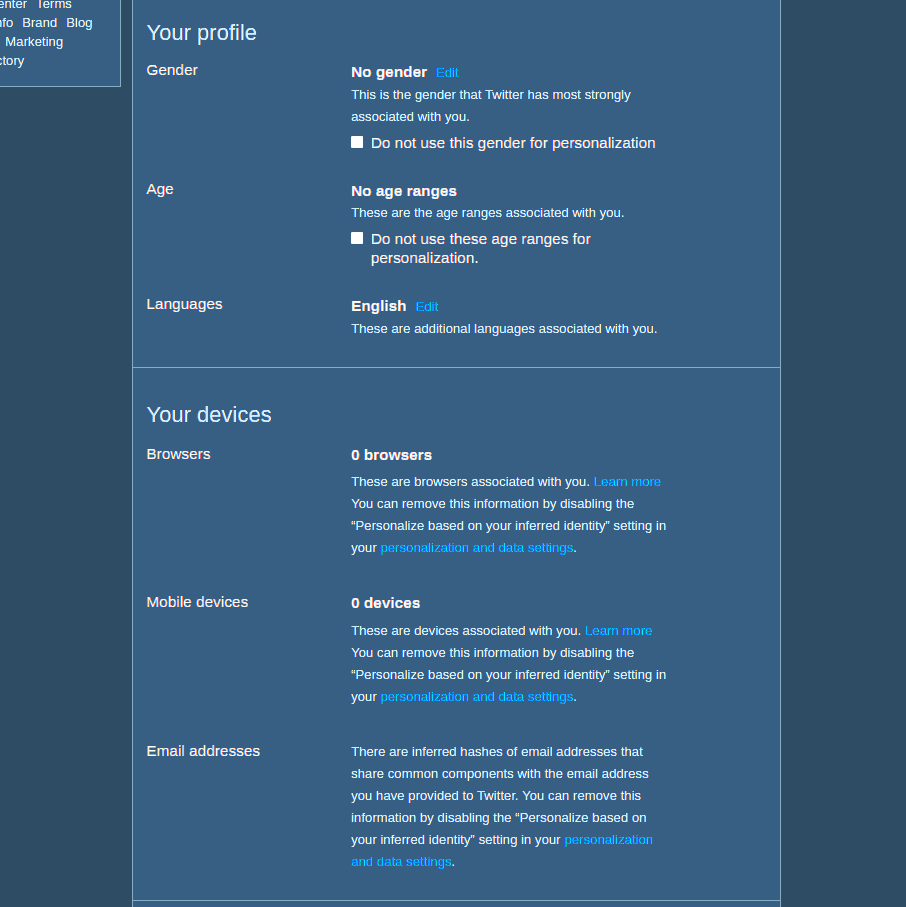 Terms
Brand Blog
Marketing
Your profile
Gender
No gender Edit
This is the gender that Twitter has most strongly
associated with you.
Do not use this gender for personalization
Age
No age ranges
These are the age ranges associated with you.
Do not use these age ranges for
personalization.
Languages
English Edit
These are additional languages associated with you.
Your devices
Browsers
0 browsers
These are browsers associated with you. Learn more
You can remove this information by disabling the
“Personalize based on your inferred identity” setting in
your personalization and data settings.
Mobile devices
0 devices
These are devices associated with you. Learn more
You can remove this information by disabling the
“Personalize based on your inferred identity” setting in
your personalization and data settings.
Email addresses
There are inferred hashes of email addresses that
share common components with the email address
you have provided to Twitter. You can remove this
information by disabling the “Personalize based on
your inferred identity” setting in your personalization
and data settings.